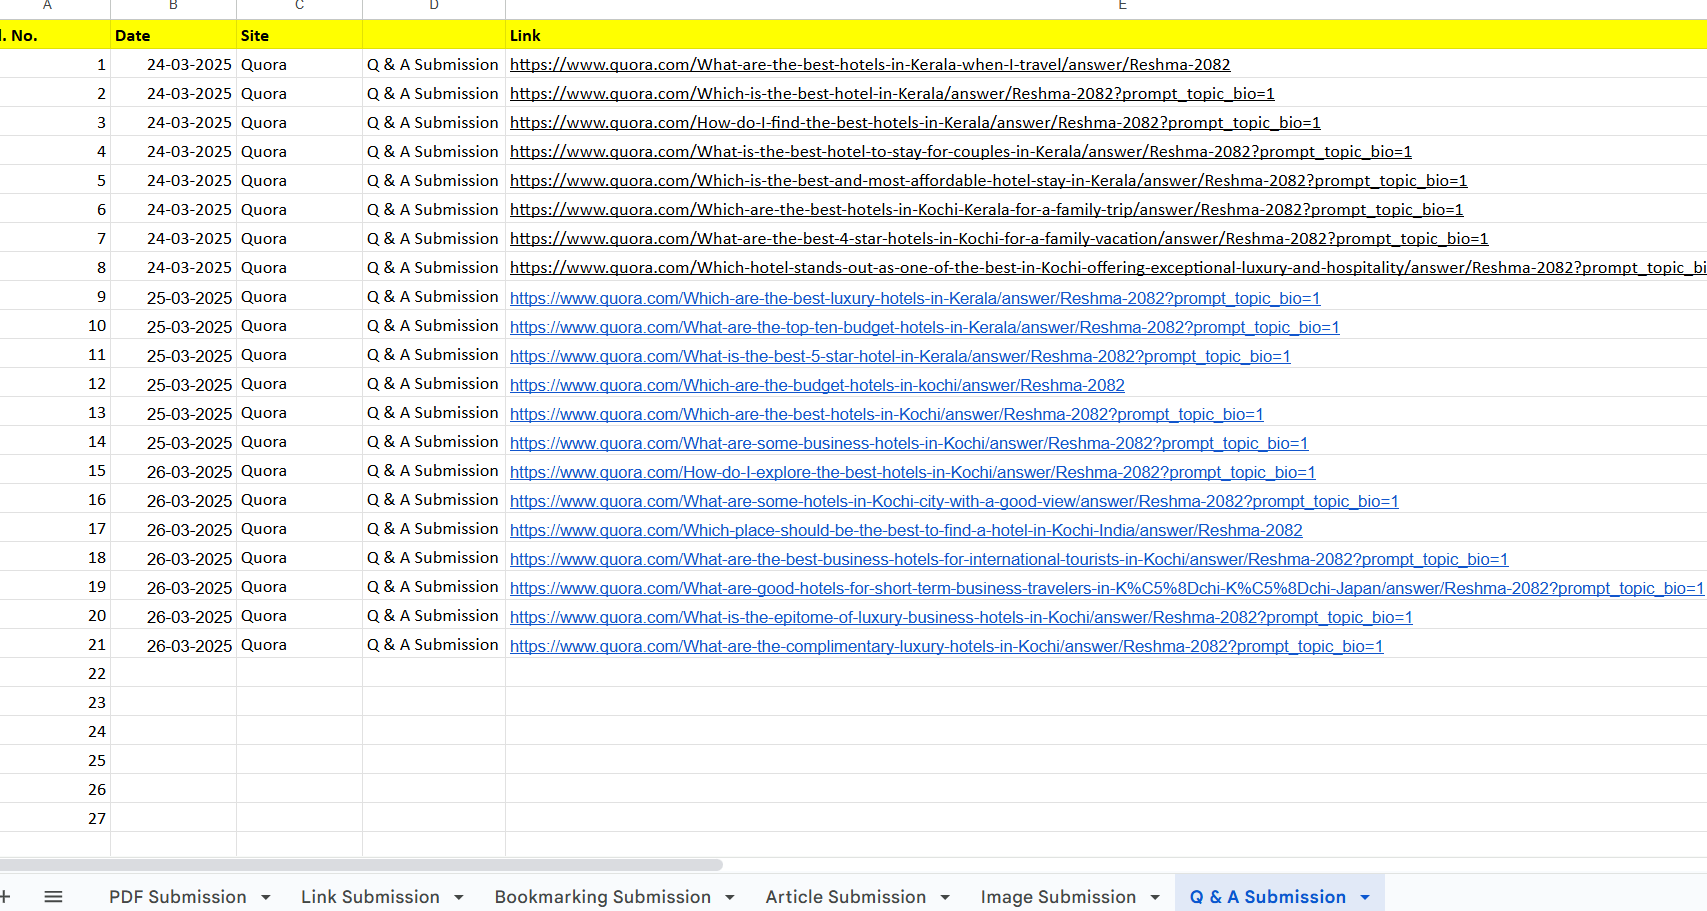 A B C D E
. No. Date Site Link
1 24-03-2025 Quora Q & A Submission https://www.quora.com/What-are-the-best-hotels-in-Kerala-when-I-travel/answer/Reshma-2082
2 24-03-2025 Quora Q & A Submission https://www.quora.com/Which-is-the-best-hotel-in-Kerala/answer/Reshma-2082?prompt_topic_bio=1
3 24-03-2025 Quora Q & A Submission https://www.quora.com/How-do-I-find-the-best-hotels-in-Kerala/answer/Reshma-2082?prompt_topic_bio=1
4 24-03-2025 Quora Q & A Submission https://www.quora.com/What-is-the-best-hotel-to-stay-for-couples-in-Kerala/answer/Reshma-2082?prompt_topic_bio=1
5 24-03-2025 Quora Q & A Submission https://www.quora.com/Which-is-the-best-and-most-affordable-hotel-stay-in-Kerala/answer/Reshma-2082?prompt_topic_bio=1
6 24-03-2025 Quora Q & A Submission https://www.quora.com/Which-are-the-best-hotels-in-Kochi-Kerala-for-a-family-trip/answer/Reshma-2082?prompt_topic_bio=1
7 24-03-2025 Quora Q & A Submission https://www.quora.com/What-are-the-best-4-star-hotels-in-Kochi-for-a-family-vacation/answer/Reshma-2082?prompt_topic_bio=1
8 24-03-2025 Quora Q & A Submission https://www.quora.com/Which-hotel-stands-out-as-one-of-the-best-in-Kochi-offering-exceptional-luxury-and-hospitality/answer/Reshma-2082?prompt_topic_bi
9 25-03-2025 Quora Q & A Submission https://www.quora.com/Which-are-the-best-luxury-hotels-in-Kerala/answer/Reshma-2082?prompt_topic_bio=1
10 25-03-2025 Quora Q & A Submission https://www.quora.com/What-are-the-top-ten-budget-hotels-in-Kerala/answer/Reshma-2082?prompt_topic_bio=1
11 25-03-2025 Quora Q & A Submission https://www.quora.com/What-is-the-best-5-star-hotel-in-Kerala/answer/Reshma-2082?prompt_topic_bio=1
12 25-03-2025 Quora Q & A Submission https://www.quora.com/Which-are-the-budget-hotels-in-kochi/answer/Reshma-2082
13 25-03-2025 Quora Q & A Submission https://www.quora.com/Which-are-the-best-hotels-in-Kochi/answer/Reshma-2082?prompt_topic_bio=1
14 25-03-2025 Quora Q & A Submission https://www.quora.com/What-are-some-business-hotels-in-Kochi/answer/Reshma-2082?prompt_topic_bio=1
15 26-03-2025 Quora Q & A Submission https://www.quora.com/How-do-I-explore-the-best-hotels-in-Kochi/answer/Reshma-2082?prompt_topic_bio=1
16 26-03-2025 Quora Q & A Submission https://www.quora.com/What-are-some-hotels-in-Kochi-city-with-a-good-view/answer/Reshma-2082?prompt_topic_bio=1
17 26-03-2025 Quora Q & A Submission https://www.quora.com/Which-place-should-be-the-best-to-find-a-hotel-in-Kochi-India/answer/Reshma-2082
18 26-03-2025 Quora Q & A Submission https://www.quora.com/What-are-the-best-business-hotels-for-international-tourists-in-Kochi/answer/Reshma-2082?prompt_topic_bio=1
19 26-03-2025 Quora Q & A Submission https://www.quora.com/What-are-good-hotels-for-short-term-business-travelers-in-K%C5%8Dchi-K%C5%8Dchi-Japan/answer/Reshma-2082?prompt_topic_bio=1
20 26-03-2025 Quora Q & A Submission https://www.quora.com/What-is-the-epitome-of-luxury-business-hotels-in-Kochi/answer/Reshma-2082?prompt_topic_bio=1
21 26-03-2025 Quora Q & A Submission https://www.quora.com/What-are-the-complimentary-luxury-hotels-in-Kochi/answer/Reshma-2082?prompt_topic_bio=1
22
23
24
25
26
27
PDF Submission Link Submission Bookmarking Submission Article Submission Image Submission Q & A Submission